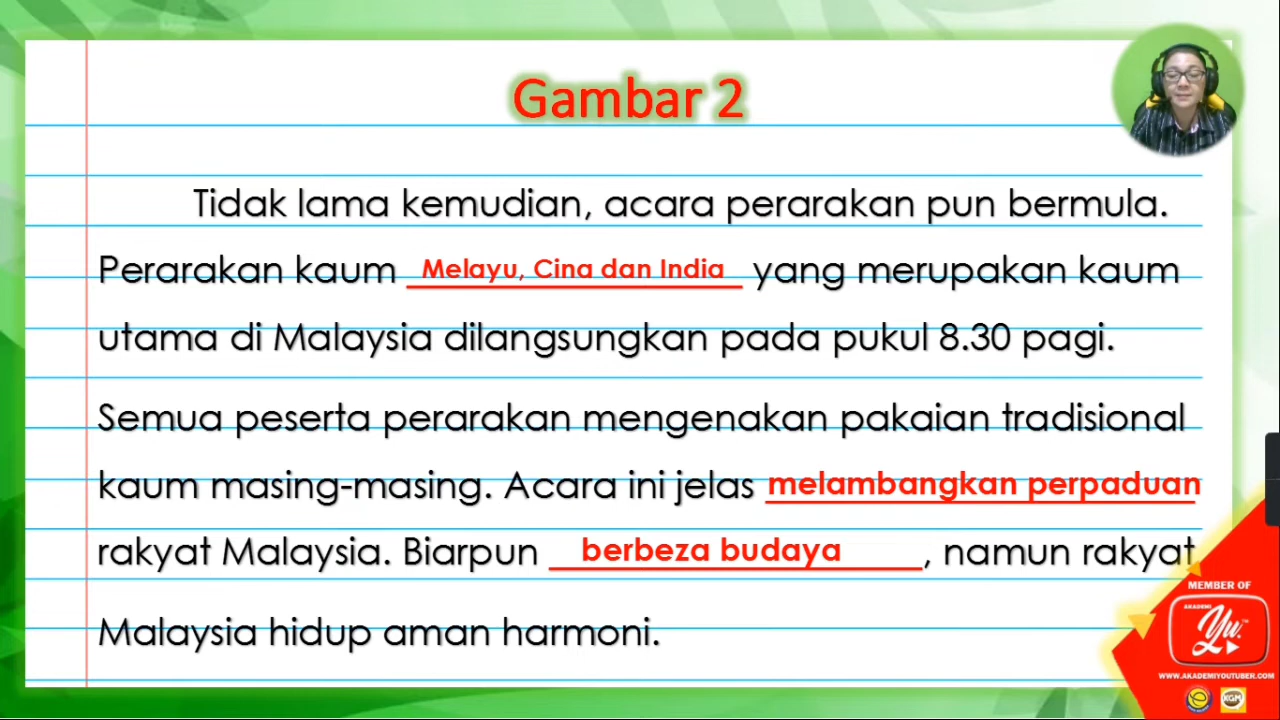 Gambar 2
Tidak lama kemudian, acara perarakan pun bermula.
Perarakan kaum Melayu, Cina dan India yang merupakan kaum
utama di Malaysia dilangsungkan pada pukul 8.30 pagi.
Semua peserta perarakan mengenakan pakaian tradisional
kaum masing-masing. Acara ini jelas melambangkan perpaduan
rakyat Malaysia. Biarpun berbeza budaya, namun rakyat
Malaysia hidup aman harmoni.
MEMBER OF
AKADEMI
Yu
WWW.AKADEMIYOUTUBER.COM
XGM